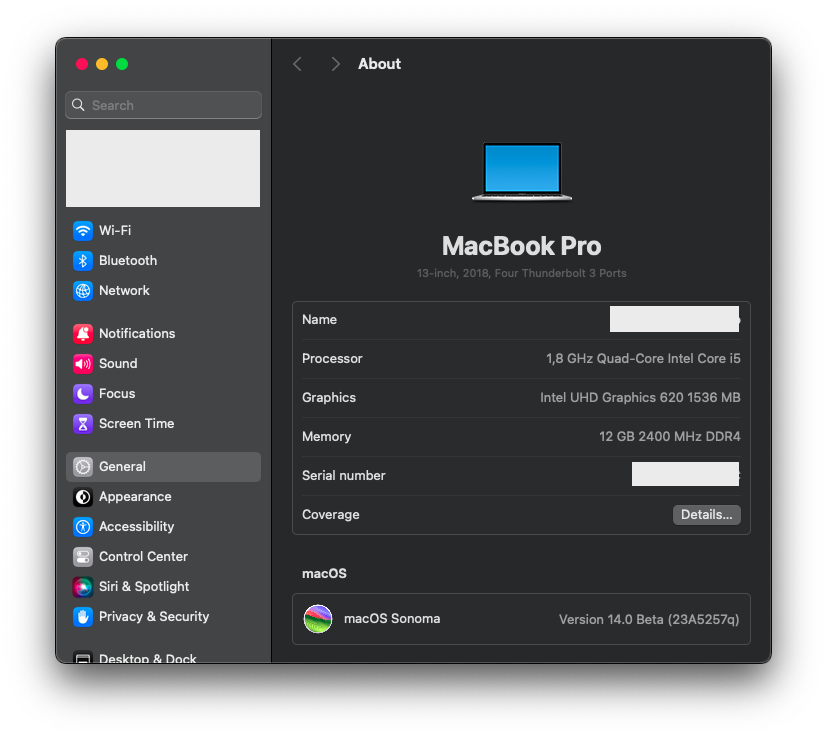 About
Search
Wi-Fi
Bluetooth
Network
Notifications
Sound
Focus
Screen Time
General
Appearance
Accessibility
Control Center
Siri & Spotlight
Privacy & Security
Desktop & Dock
MacBook Pro
13-inch, 2018, Four Thunderbolt 3 Ports
Name
Processor 1,8 GHz Quad-Core Intel Core i5
Graphics Intel UHD Graphics 620 1536 MB
Memory 12 GB 2400 MHz DDR4
Serial number
Coverage Details...
macOS
macOS Sonoma Version 14.0 Beta (23A5257q)